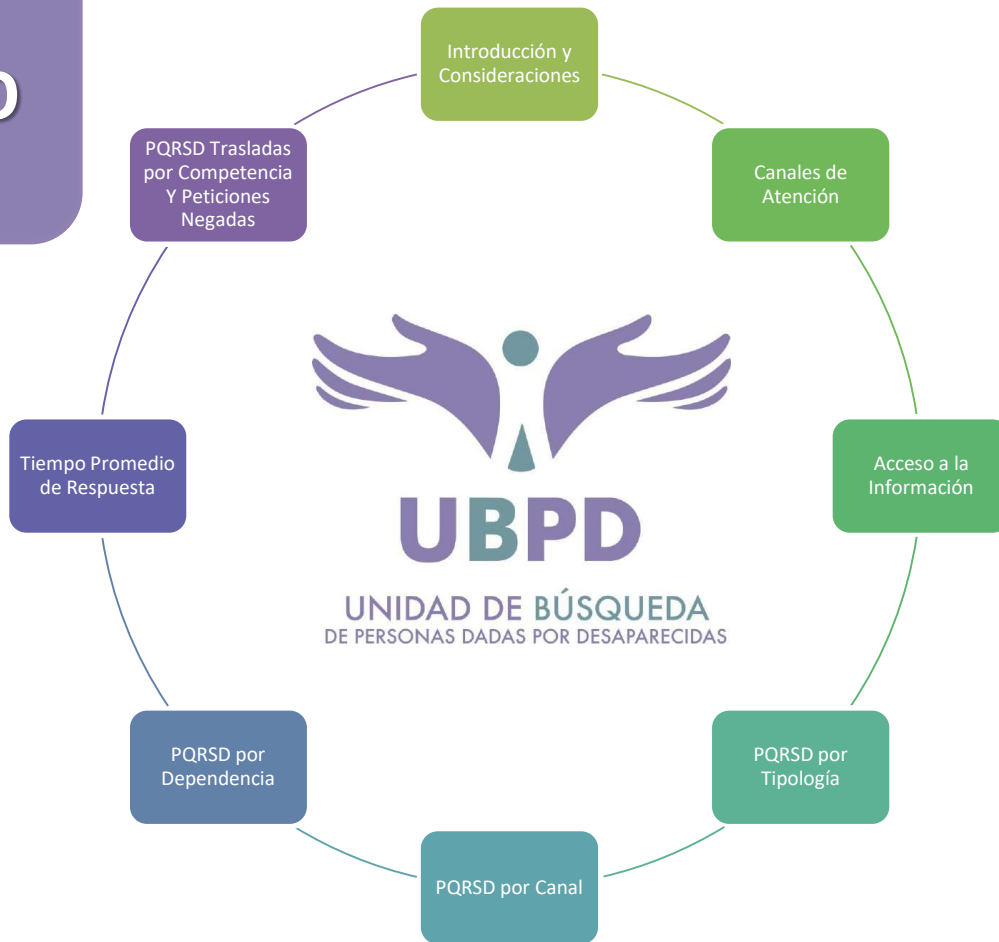 Introducción y
Consideraciones
Canales de
Atención
Acceso a la
Información
PQRSD por
Tipología
PQRSD por Canal
PQRSD por
Dependencia
Tiempo Promedio
de Respuesta
PQRSD Trasladas
por Competencia
Y Peticiones
Negadas
UBPD
UNIDAD DE BÚSQUEDA
DE PERSONAS DADAS POR DESAPARECIDAS